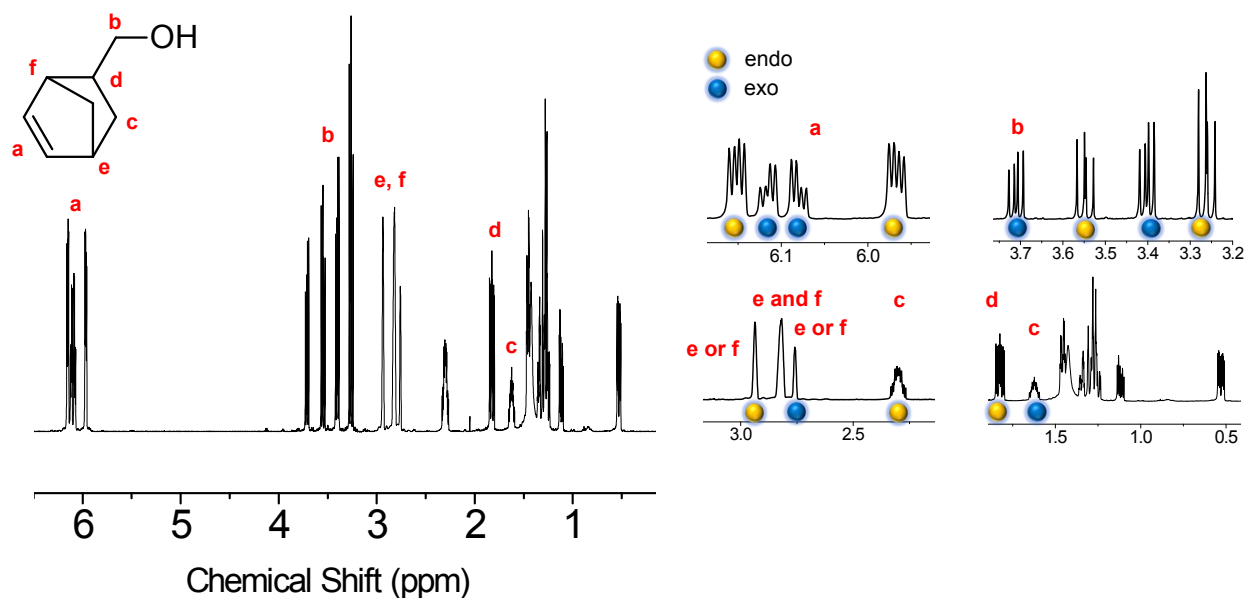 b
OH
f
d
c
a
e
a
b
e, f
d
c
6
5
4
3
2
1
Chemical Shift (ppm)
endo
exo
a
6.1
6.0
b
3.7
3.6
3.5
3.4
3.3
3.2
e and f
e or f
e or f
c
3.0
2.5
d
c
1.5
1.0
0.5